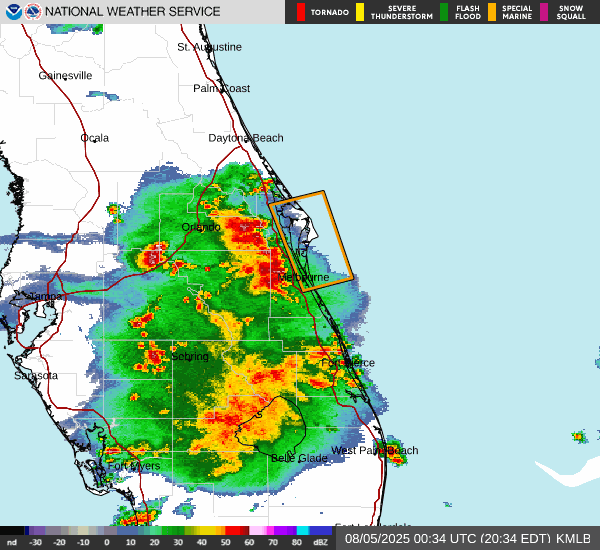 NATIONAL WEATHER SERVICE
TORNADO
SEVERE
THUNDERSTORM
FLASH
FLOOD
SPECIAL
MARINE
SNOW
SQUALL
St. Augustine
Gainesville
Palm Coast
Ocala
Daytona Beach
Orlando
Melbourne
Tampa
Sebring
Fort Pierce
Sarasota
West Palm Beach
Belle Glade
Fort Myers
Fort Lauderdale
nd -30 -20 -10 0 10 20 30 40 50 60 70 80 dBZ
08/05/2025 00:34 UTC (20:34 EDT) KMLB